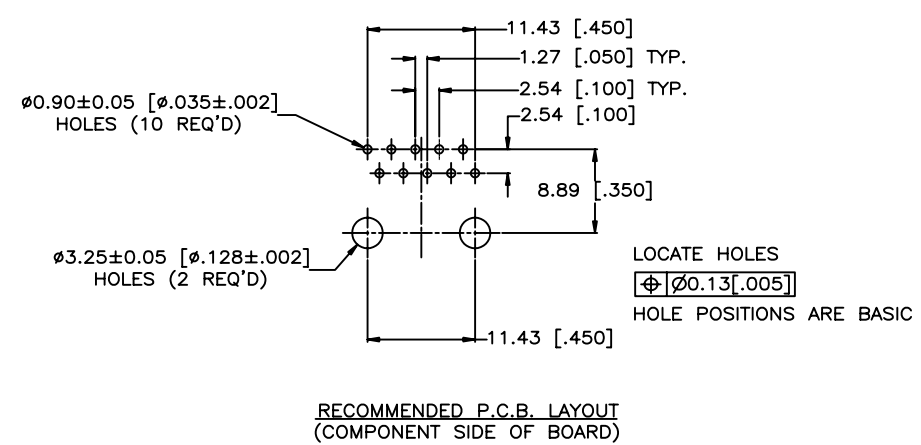 11.43 [.450]
1.27 [.050] TYP.
2.54 [.100] TYP.
2.54 [.100]
ø0.90±0.05 [ø.035±.002]
HOLES (10 REQ'D)
8.89 [.350]
ø3.25±0.05 [ø.128±.002]
HOLES (2 REQ'D)
LOCATE HOLES
⌖ Ø0.13[.005]
HOLE POSITIONS ARE BASIC
11.43 [.450]
RECOMMENDED P.C.B. LAYOUT
(COMPONENT SIDE OF BOARD)